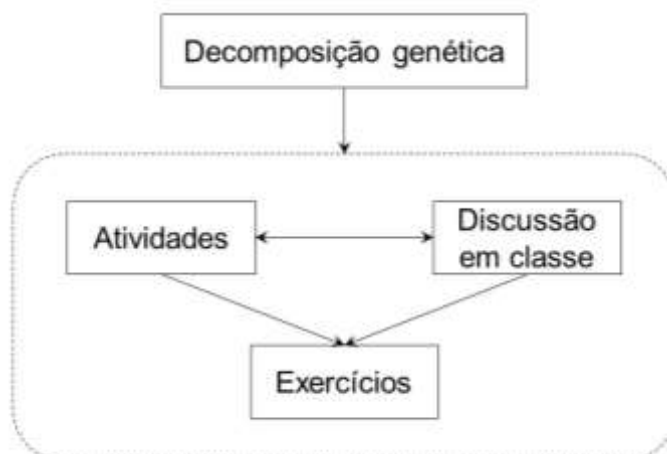 Decomposição genética
Atividades
Discussão
em classe
Exercícios